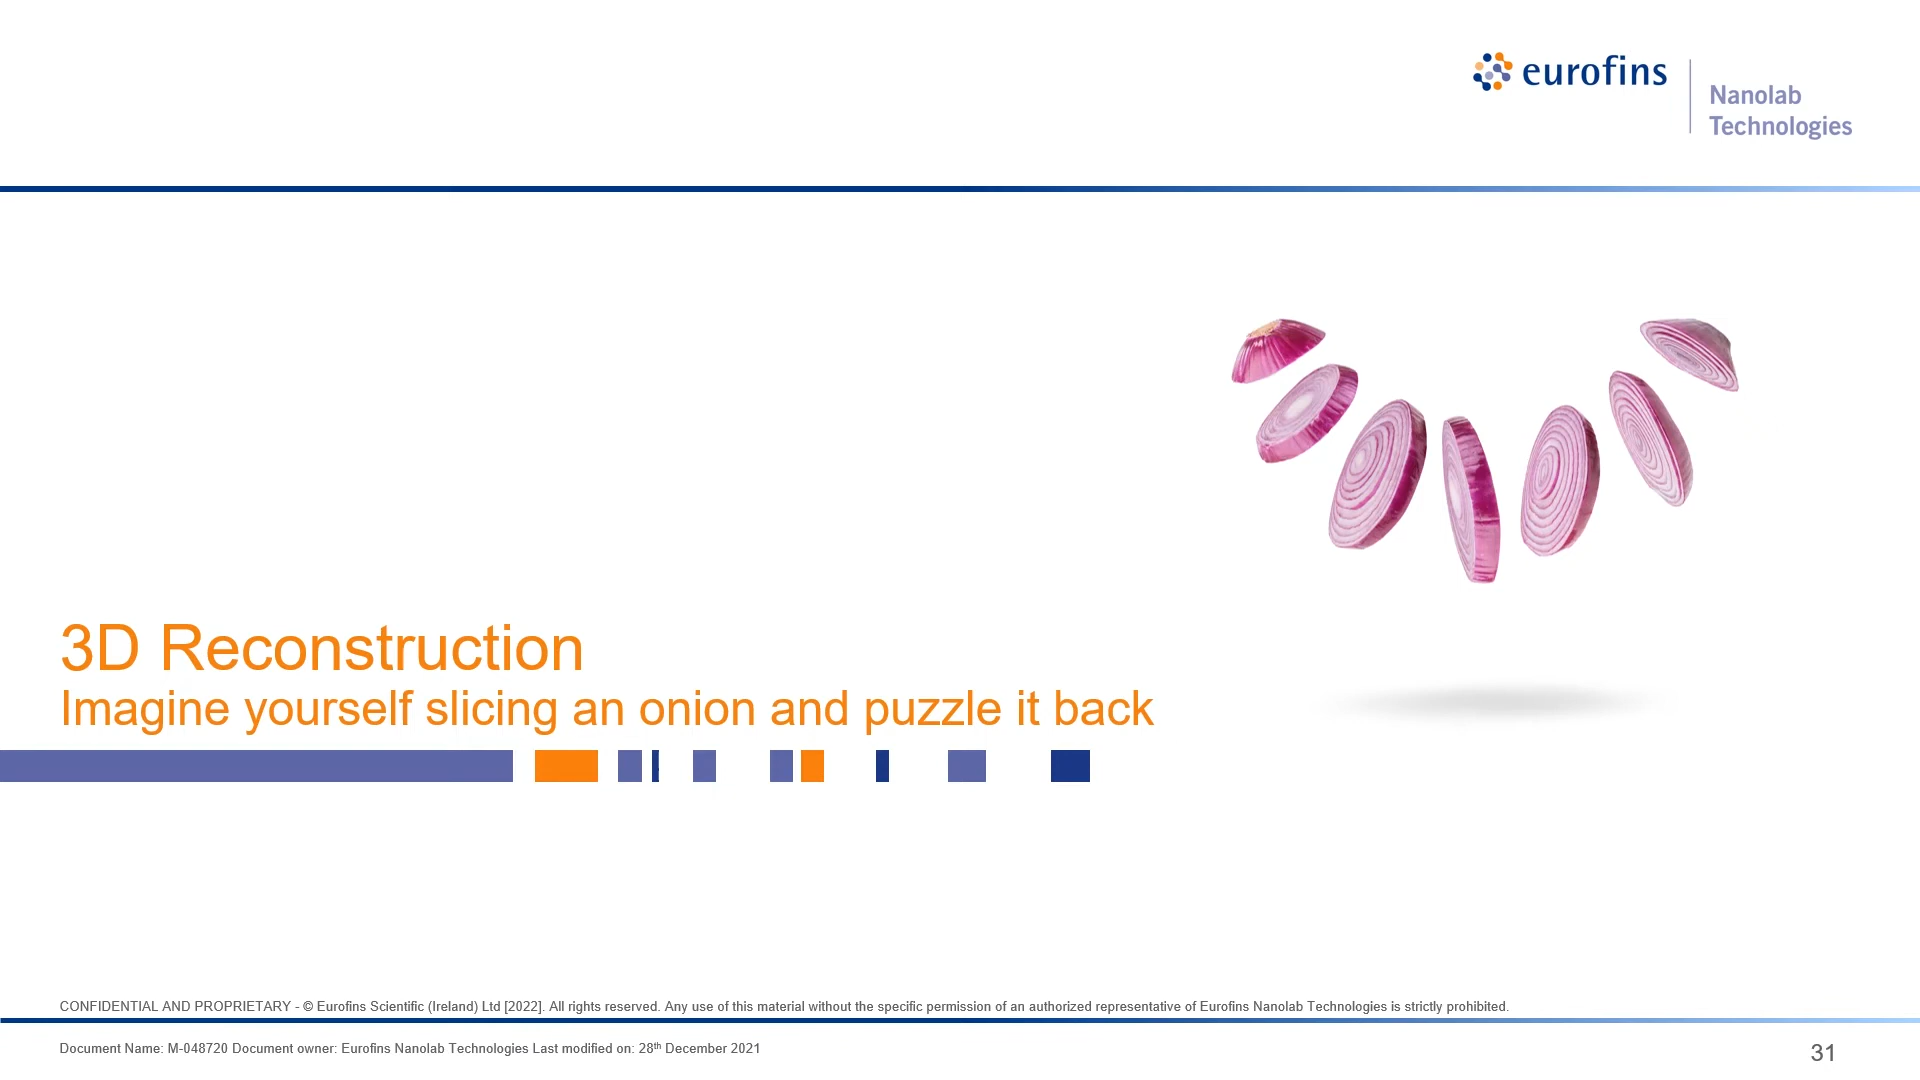 eurofins
Nanolab
Technologies
3D Reconstruction
Imagine yourself slicing an onion and puzzle it back
CONFIDENTIAL AND PROPRIETARY - © Eurofins Scientific (Ireland) Ltd [2022]. All rights reserved. Any use of this material without the specific permission of an authorized representative of Eurofins Nanolab Technologies is strictly prohibited.
Document Name: M-048720 Document owner: Eurofins Nanolab Technologies Last modified on: 28th December 2021
31